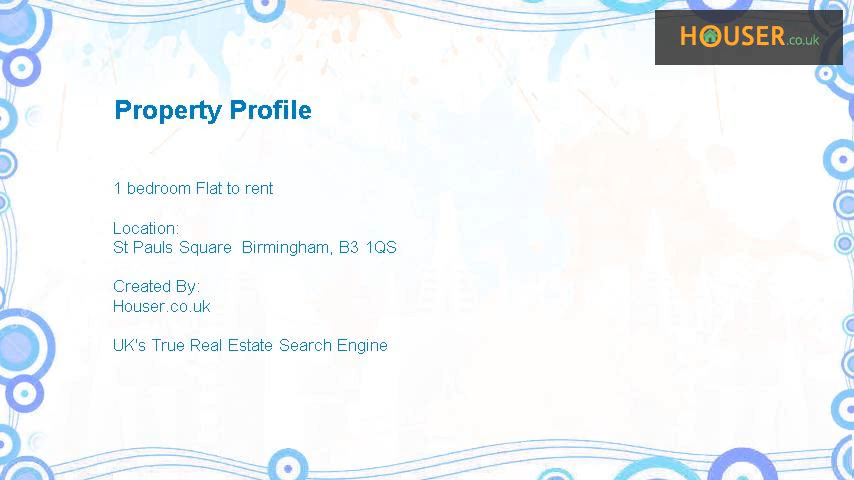 HOUSER.co.uk
Property Profile
1 bedroom Flat to rent
Location:
St Pauls Square Birmingham, B3 1QS
Created By:
Houser.co.uk
UK's True Real Estate Search Engine